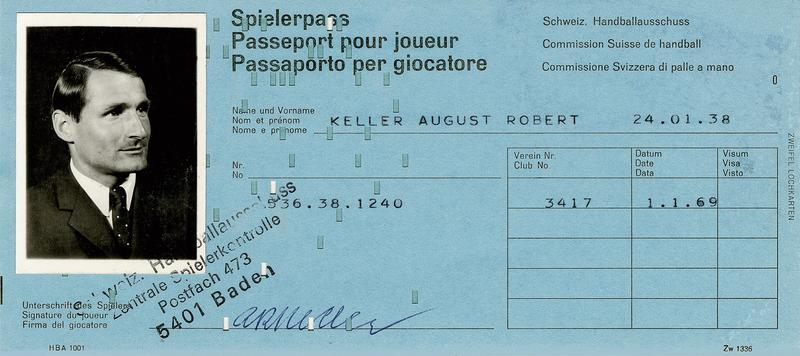 Spielerpass
Passeport pour joueur
Passaporto per giocatore
Schweiz. Handballausschuss
Commission Suisse de handball
Commissione Svizzera di palle a mano
0
Name und Vorname
Nom et prénom
Nome e prenome
KELLER AUGUST ROBERT 24.01.38
Nr.
No
536.38.1240
Verein Nr.
Club No
Datum
Date
Data
Visum
Visa
Visto
3417 1.1.69
Schweiz. Handballausschuss
Zentrale Spielerkontrolle
Postfach 473
5401 Baden
Unterschrift des Spielers
Signature du joueur
Firma del giocatore
HBA 1001
Zw 1336
ZWEIFEL LOCHKARTEN